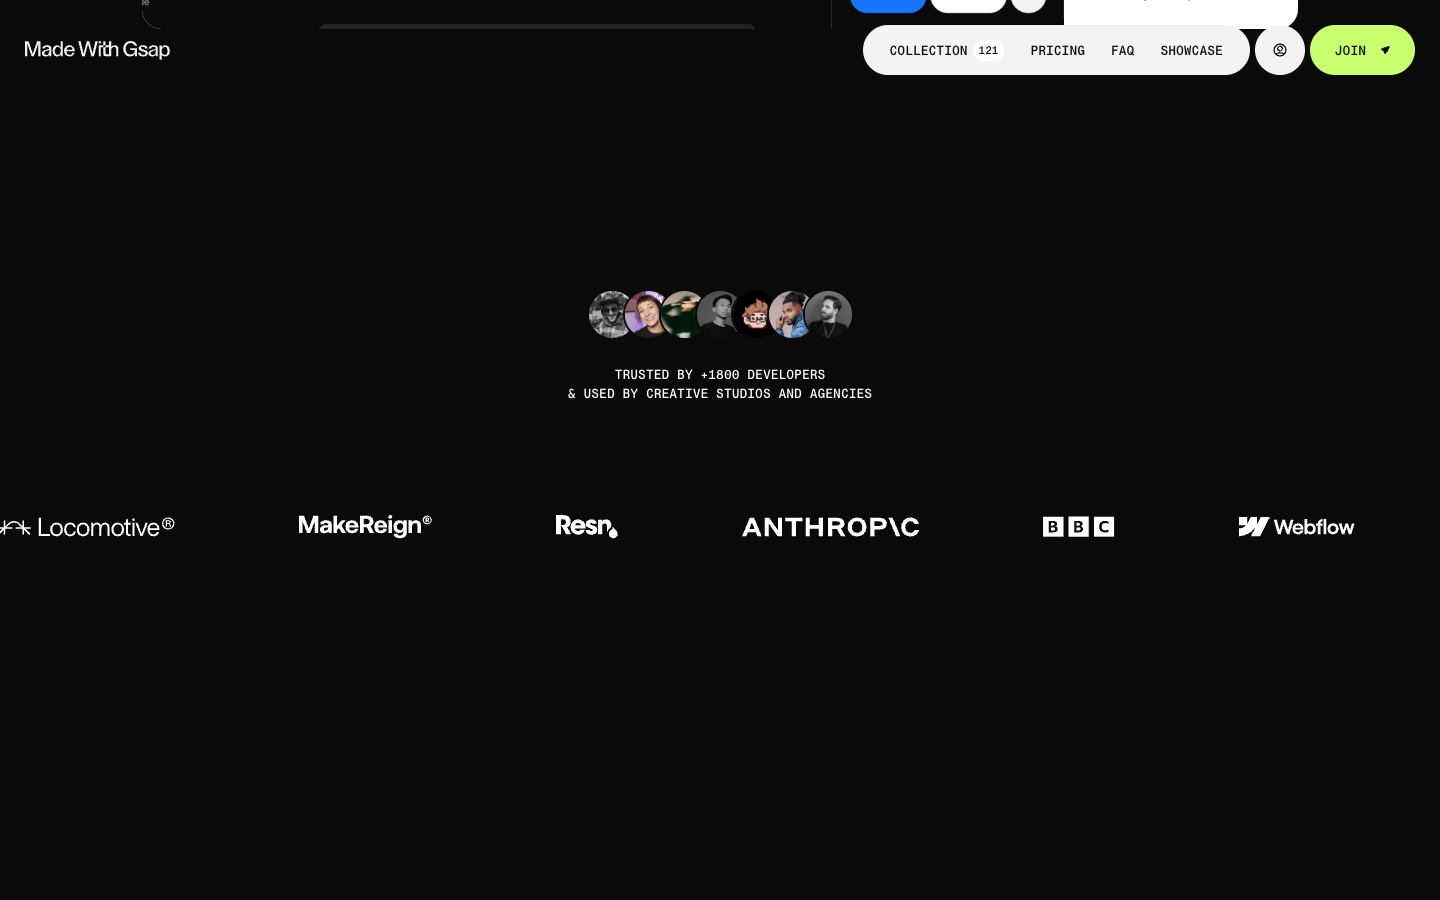 Made With Gsap
COLLECTION 121 PRICING FAQ SHOWCASE
JOIN
TRUSTED BY +1800 DEVELOPERS
& USED BY CREATIVE STUDIOS AND AGENCIES
Locomotive®
MakeReign®
Resn
ANTHROP\C
BBC
Webflow